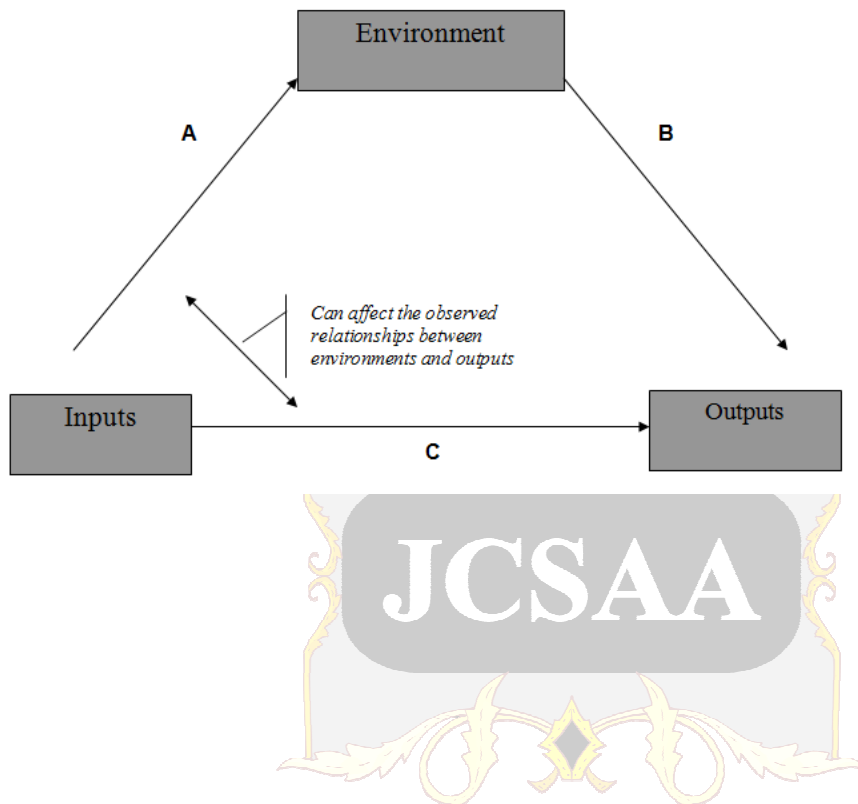 Environment
A
B
Can affect the observed
relationships between
environments and outputs
Inputs
Outputs
C
JCSAA